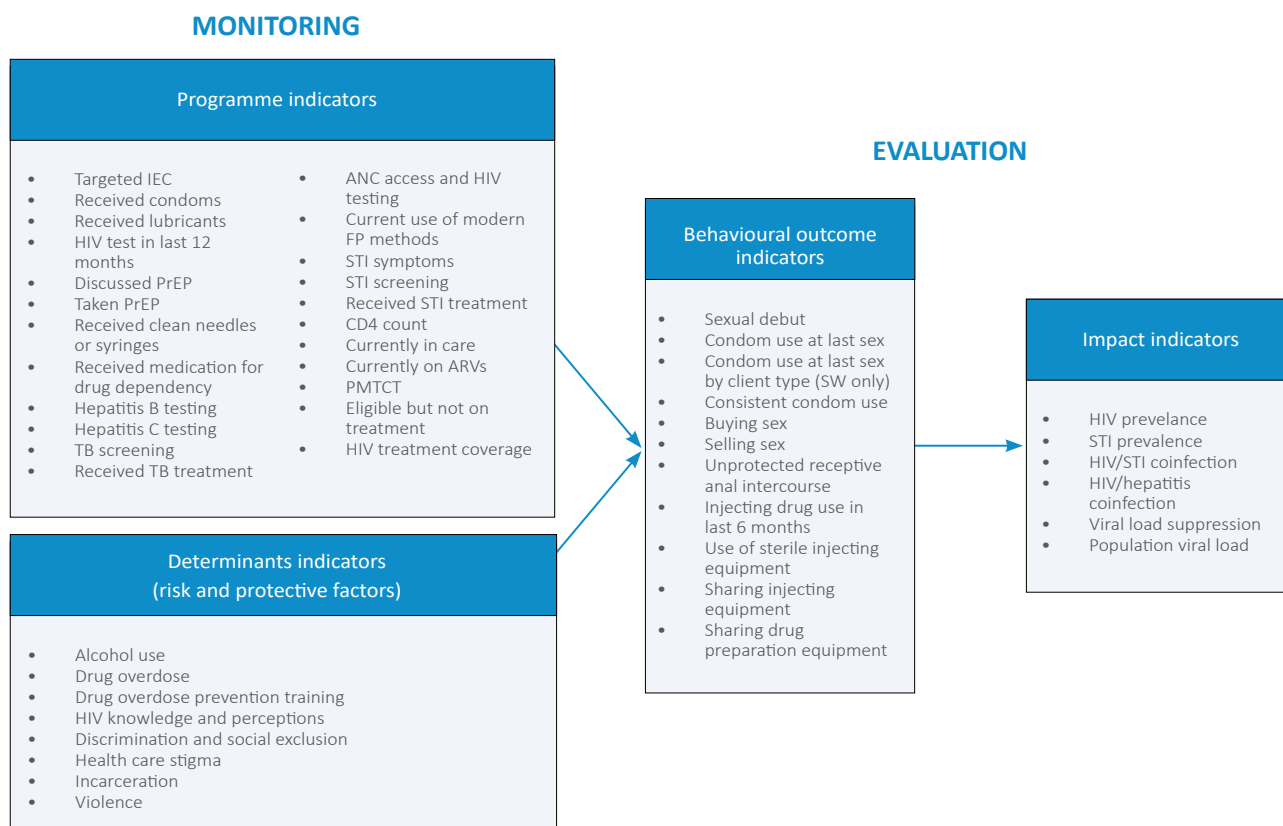 MONITORING
Programme indicators
• Targeted IEC
• Received condoms
• Received lubricants
• HIV test in last 12
months
• Discussed PrEP
• Taken PrEP
• Received clean needles
or syringes
• Received medication for
drug dependency
• Hepatitis B testing
• Hepatitis C testing
• TB screening
• Received TB treatment
• ANC access and HIV
testing
• Current use of modern
FP methods
• STI symptoms
• STI screening
• Received STI treatment
• CD4 count
• Currently in care
• Currently on ARVs
• PMTCT
• Eligible but not on
treatment
• HIV treatment coverage
Determinants indicators
(risk and protective factors)
• Alcohol use
• Drug overdose
• Drug overdose prevention training
• HIV knowledge and perceptions
• Discrimination and social exclusion
• Health care stigma
• Incarceration
• Violence
EVALUATION
Behavioural outcome
indicators
• Sexual debut
• Condom use at last sex
• Condom use at last sex
by client type (SW only)
• Consistent condom use
• Buying sex
• Selling sex
• Unprotected receptive
anal intercourse
• Injecting drug use in
last 6 months
• Use of sterile injecting
equipment
• Sharing injecting
equipment
• Sharing drug
preparation equipment
Impact indicators
• HIV prevelance
• STI prevalence
• HIV/STI coinfection
• HIV/hepatitis
coinfection
• Viral load suppression
• Population viral load